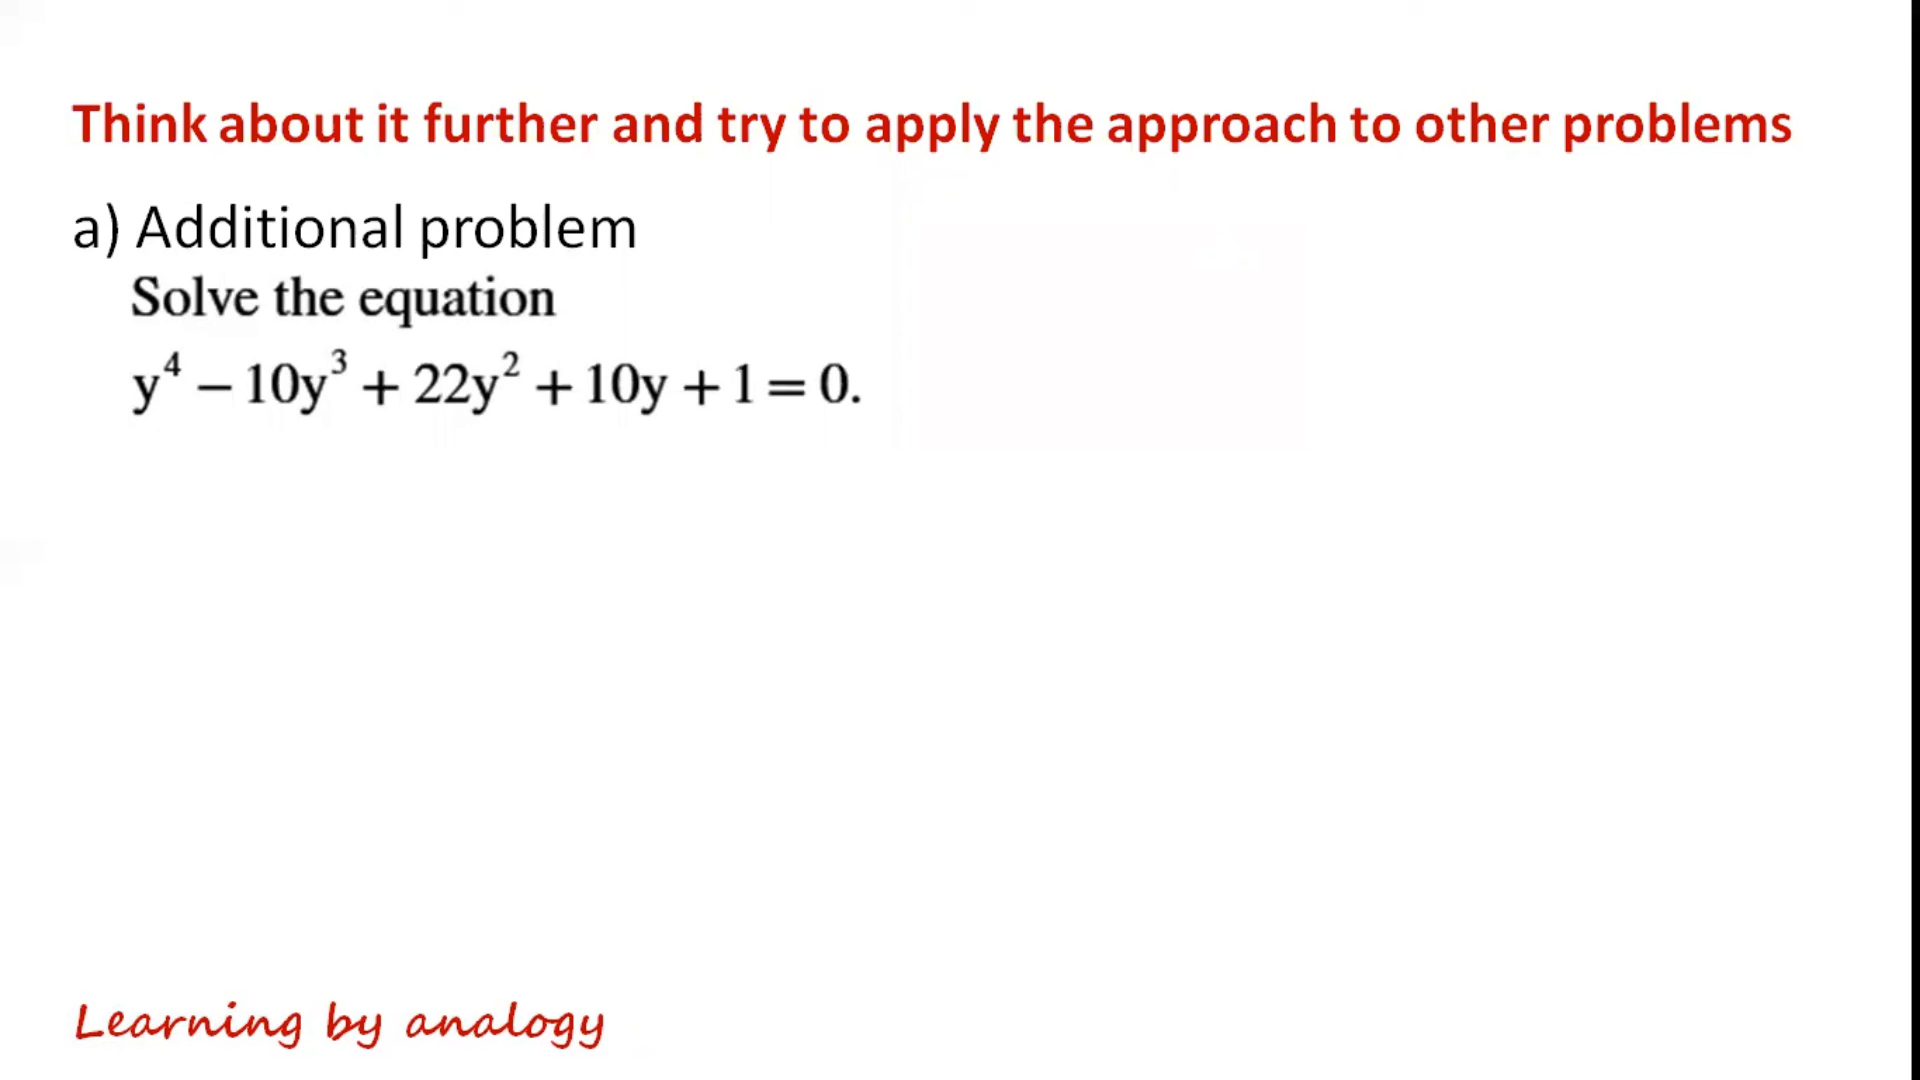 Think about it further and try to apply the approach to other problems
a) Additional problem
Solve the equation
y⁴ − 10y³ + 22y² + 10y + 1 = 0.
Learning by analogy